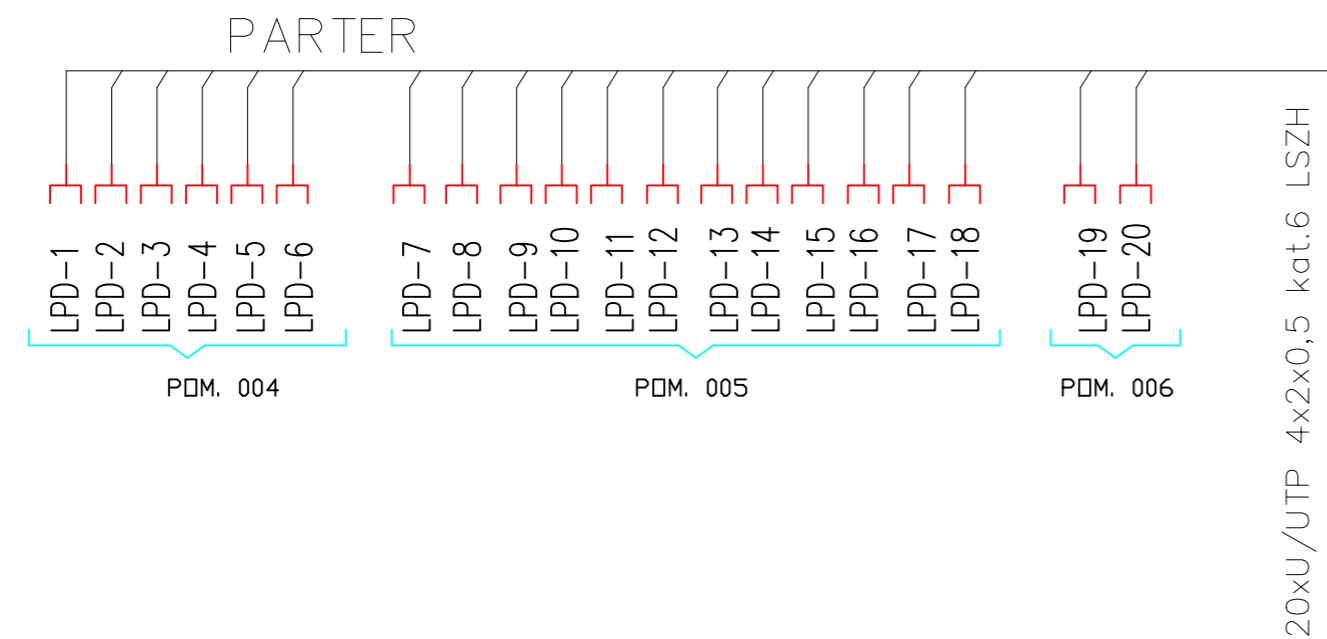 PARTER
LPD-1
LPD-2
LPD-3
LPD-4
LPD-5
LPD-6
LPD-7
LPD-8
LPD-9
LPD-10
LPD-11
LPD-12
LPD-13
LPD-14
LPD-15
LPD-16
LPD-17
LPD-18
LPD-19
LPD-20
POM. 004
POM. 005
POM. 006
20xU/UTP 4x2x0,5 kat.6 LSZH